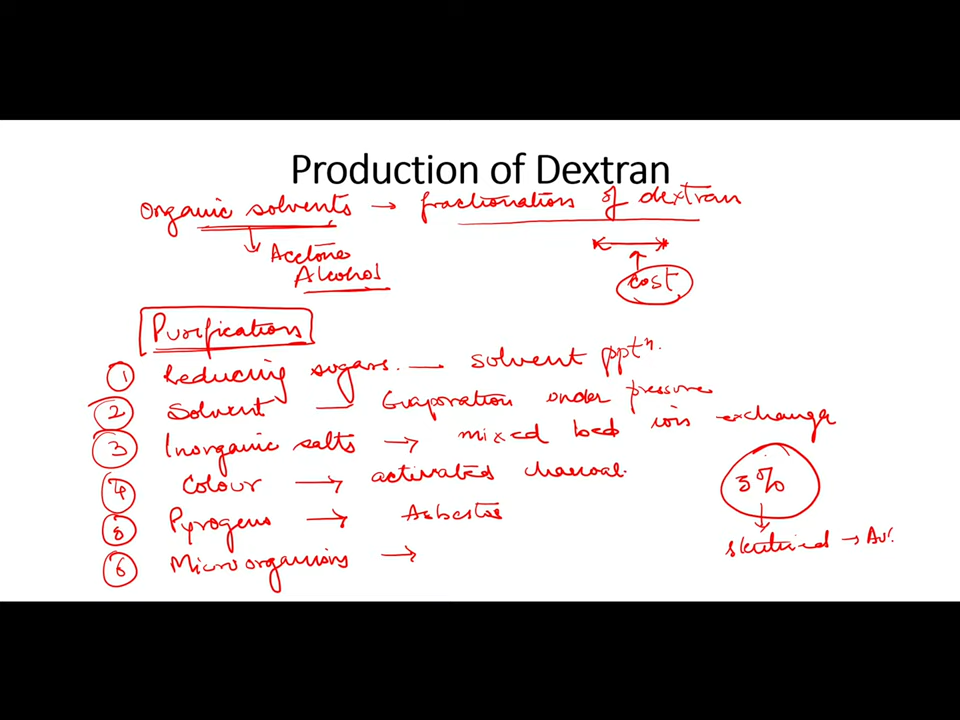 Production of Dextran
Organic solvents → fractionation of dextran
Acetone
Alcohol
cost
Purification
1 Reducing sugars — solvent pptn.
2 Solvent — Evaporation under pressure
3 Inorganic salts → mixed bed ion exchanger
4 Colour → activated charcoal.
3%
5 Pyrogens → Asbestos
sterilized → Au
6 Microorganisms →